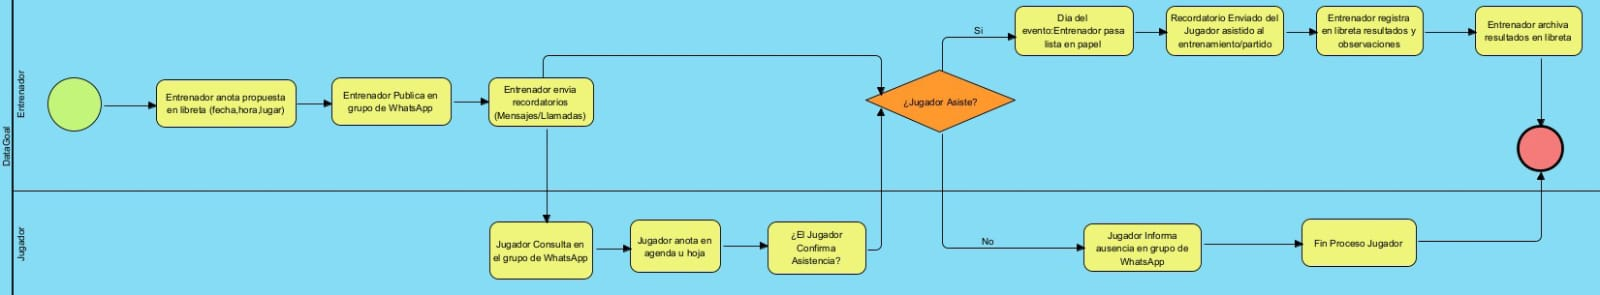 DataGoal
Entrenador
Entrenador anota propuesta
en libreta (fecha,hora,lugar)
Entrenador Publica en
grupo de WhatsApp
Entrenador envia
recordatorios
(Mensajes/Llamadas)
¿Jugador Asiste?
Si
Dia del
evento:Entrenador pasa
lista en papel
Recordatorio Enviado del
Jugador asistido al
entrenamiento/partido
Entrenador registra
en libreta resultados y
observaciones
Entrenador archiva
resultados en libreta
Jugador
Jugador Consulta en
el grupo de WhatsApp
Jugador anota en
agenda u hoja
¿El Jugador
Confirma
Asistencia?
No
Jugador Informa
ausencia en grupo de
WhatsApp
Fin Proceso Jugador